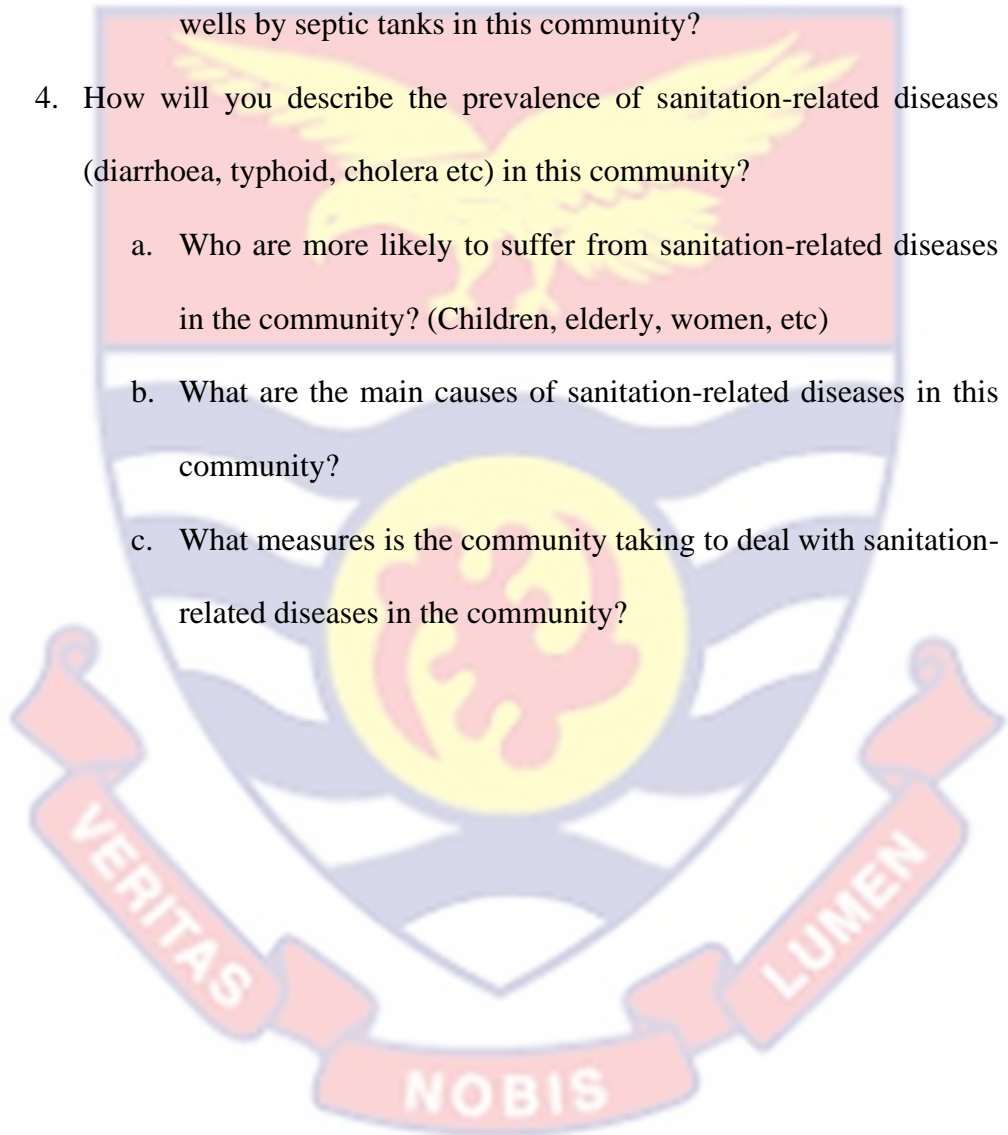 wells by septic tanks in this community?
4. How will you describe the prevalence of sanitation-related diseases
(diarrhoea, typhoid, cholera etc) in this community?
a. Who are more likely to suffer from sanitation-related diseases
in the community? (Children, elderly, women, etc)
b. What are the main causes of sanitation-related diseases in this
community?
c. What measures is the community taking to deal with sanitation-
related diseases in the community?
VERITAS
NOBIS
LUMEN